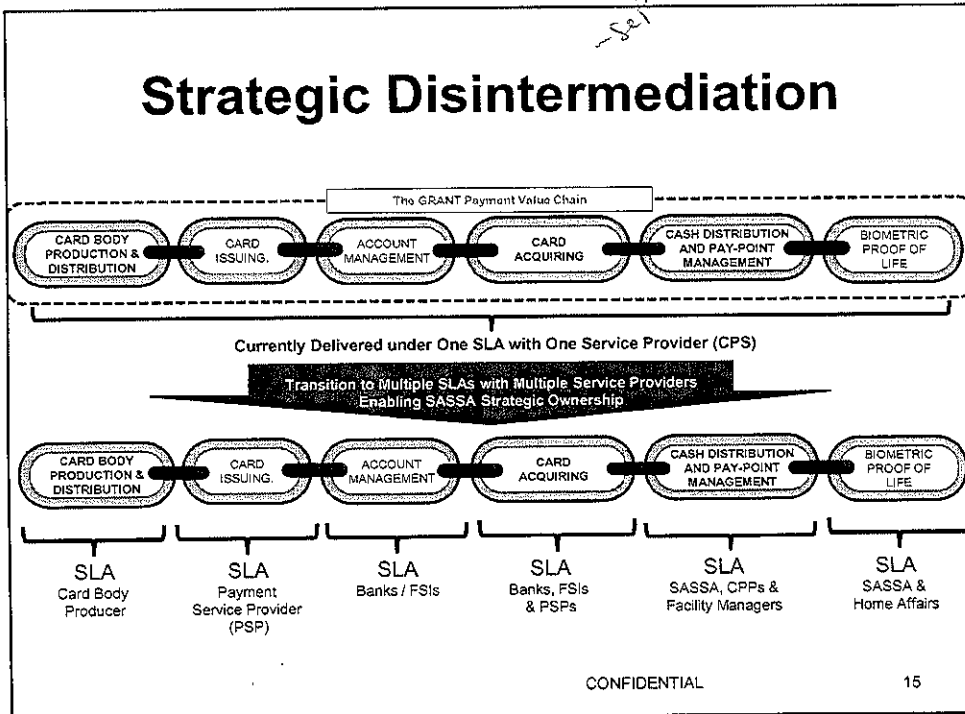 Strategic Disintermediation
The GRANT Payment Value Chain
CARD BODY
PRODUCTION &
DISTRIBUTION
CARD
ISSUING.
ACCOUNT
MANAGEMENT
CARD
ACQUIRING
CASH DISTRIBUTION
AND PAY-POINT
MANAGEMENT
BIOMETRIC
PROOF OF
LIFE
Currently Delivered under One SLA with One Service Provider (CPS)
Transition to Multiple SLAs with Multiple Service Providers
Enabling SASSA Strategic Ownership
CARD BODY
PRODUCTION &
DISTRIBUTION
CARD
ISSUING.
ACCOUNT
MANAGEMENT
CARD
ACQUIRING
CASH DISTRIBUTION
AND PAY-POINT
MANAGEMENT
BIOMETRIC
PROOF OF
LIFE
SLA
Card Body
Producer
SLA
Payment
Service Provider
(PSP)
SLA
Banks / FSIs
SLA
Banks, FSIs
& PSPs
SLA
SASSA, CPPs &
Facility Managers
SLA
SASSA &
Home Affairs
CONFIDENTIAL
15